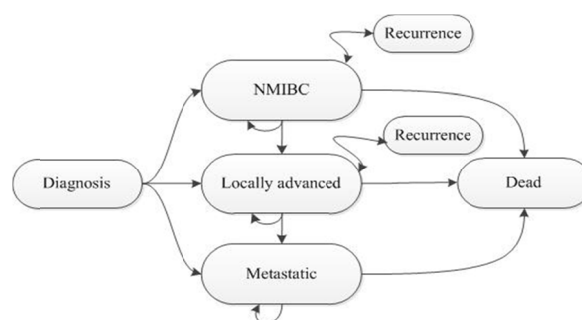 Recurrence
NMIBC
Recurrence
Diagnosis
Locally advanced
Dead
Metastatic